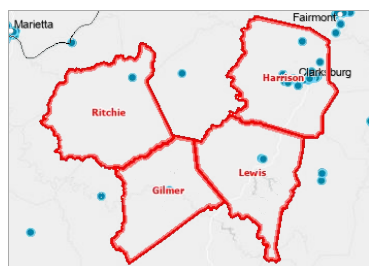 Fairmont
Marietta
Clarksburg
Harrison
Ritchie
Lewis
Gilmer